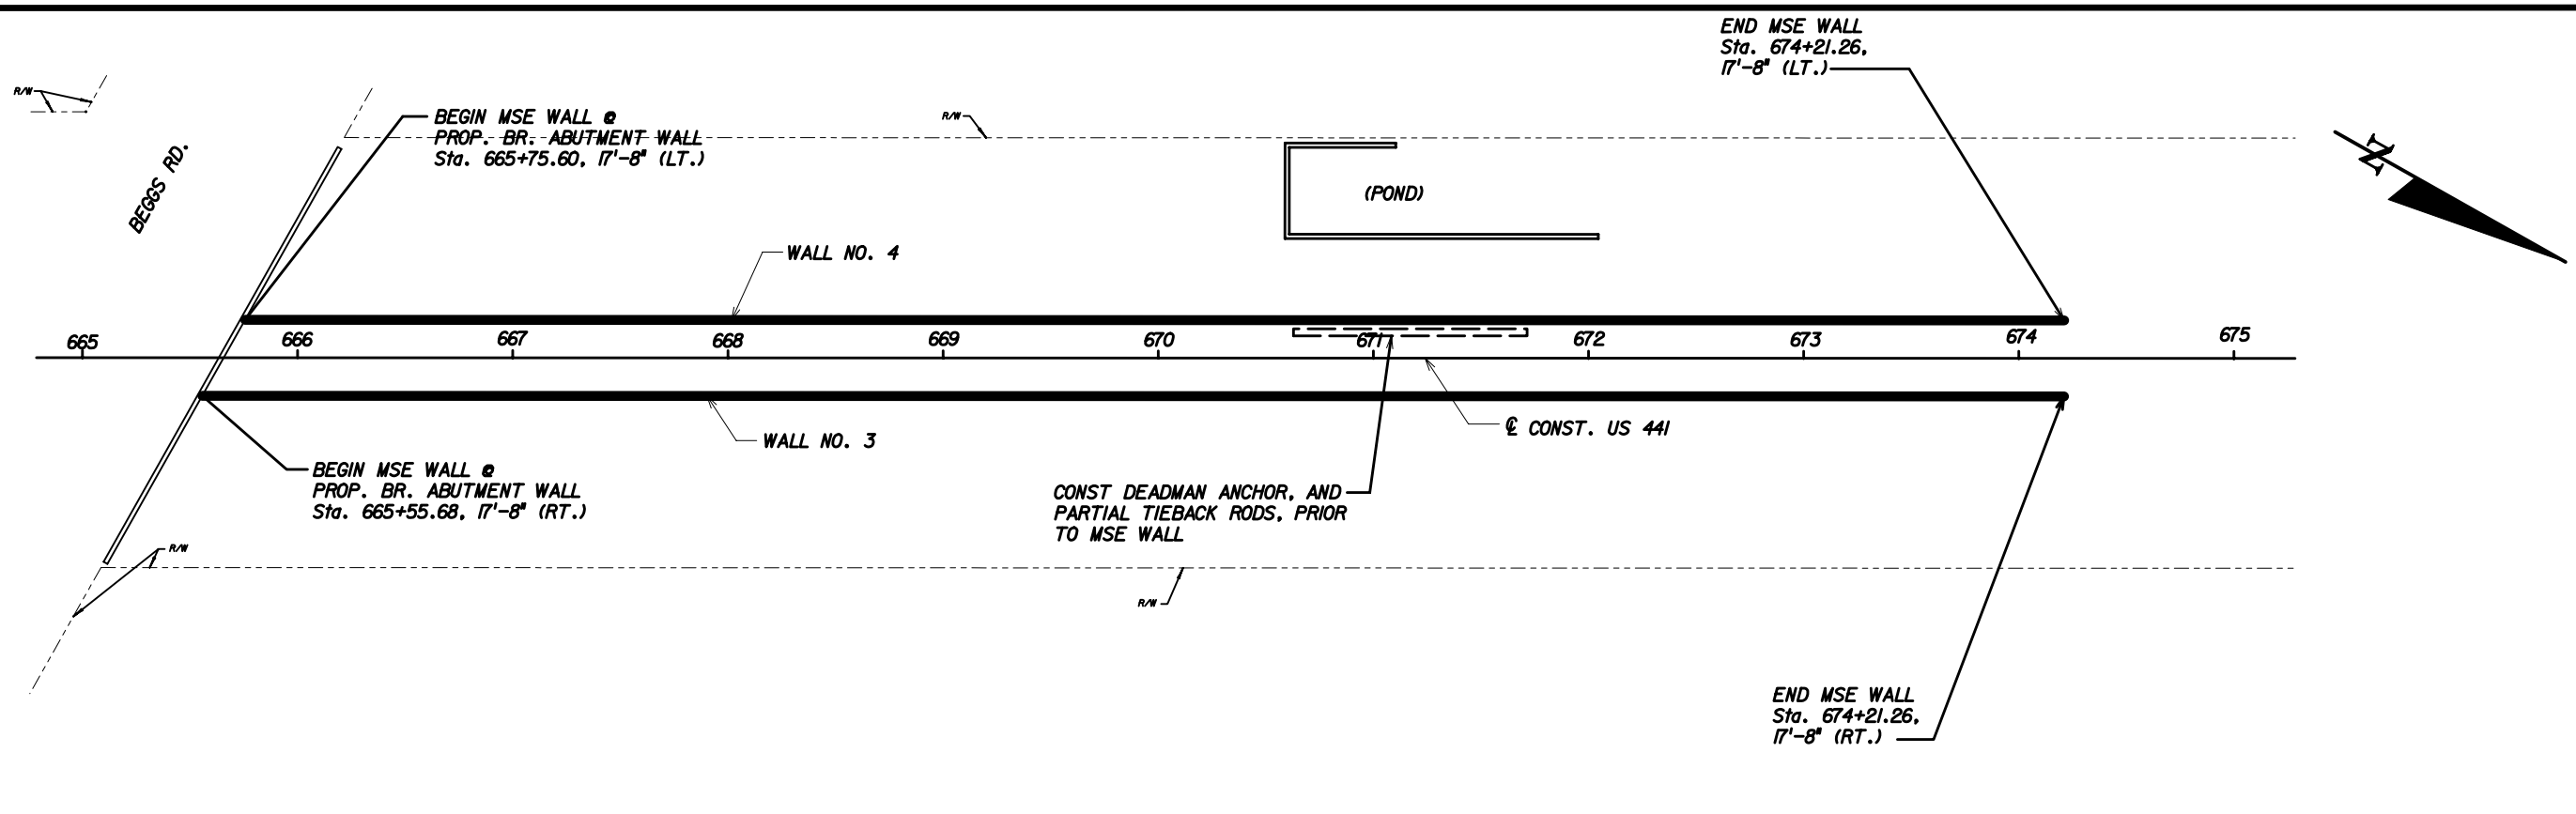 END MSE WALL
Sta. 674+21.26,
17'-8" (LT.)
R/W
BEGIN MSE WALL @
PROP. BR. ABUTMENT WALL
Sta. 665+75.60, 17'-8" (LT.)
R/W
N
BEGGS RD.
(POND)
WALL NO. 4
665
666
667
668
669
670
671
672
673
674
675
WALL NO. 3
℄ CONST. US 441
BEGIN MSE WALL @
PROP. BR. ABUTMENT WALL
Sta. 665+55.68, 17'-8" (RT.)
CONST DEADMAN ANCHOR, AND
PARTIAL TIEBACK RODS, PRIOR
TO MSE WALL
R/W
R/W
END MSE WALL
Sta. 674+21.26,
17'-8" (RT.)